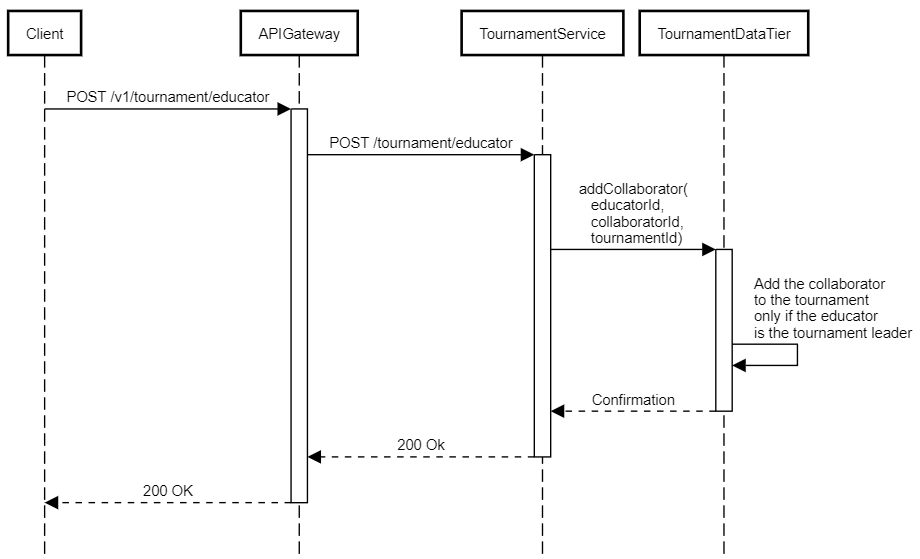 Client
APIGateway
TournamentService
TournamentDataTier
POST /v1/tournament/educator
POST /tournament/educator
addCollaborator(
educatorId,
collaboratorId,
tournamentId)
Add the collaborator
to the tournament
only if the educator
is the tournament leader
Confirmation
200 Ok
200 OK